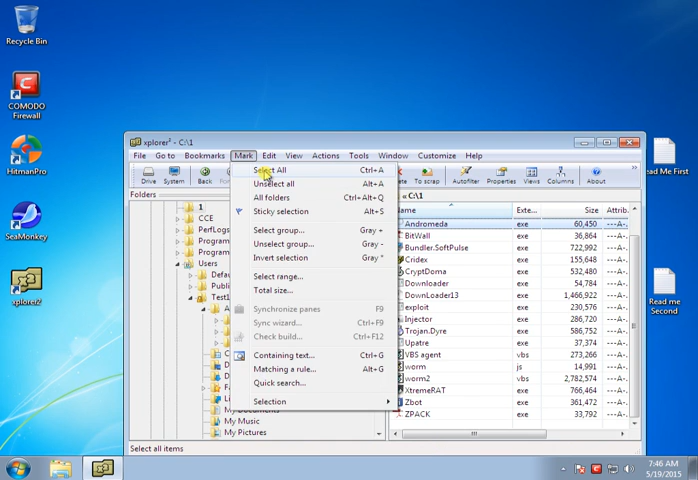 Recycle Bin
COMODO
Firewall
HitmanPro
SeaMonkey
xplorer2
Read me
Second
xplorer² - C:\1
File Go to Bookmarks Mark Edit View Actions Tools Window Customize Help
Drive System Back To scrap Autofilter Properties Views Columns About
Folders
« C:\1
Select All Ctrl+A
Unselect all Alt+A
All folders Ctrl+Alt+Q
Sticky selection Alt+S
Select group... Gray +
Unselect group... Gray -
Invert selection Gray *
Select range...
Total size...
Synchronize panes F9
Sync wizard... Ctrl+F9
Check build... Ctrl+F12
Containing text... Ctrl+G
Matching a rule... Alt+G
Quick search...
Selection
1
CCE
PerfLogs
Program
Program
Users
Defau
Publi
Test1
My Documents
My Music
My Pictures
Name Exte... Size Attrib.
Andromeda exe 60,450 ---A-.
BitWall exe 36,864 ---A-.
Bundler.SoftPulse exe 722,992 ---A-.
Cridex exe 155,648 ---A-.
CryptDoma exe 532,480 ---A-.
Downloader exe 54,784 ---A-.
DownLoader13 exe 1,466,922 ---A-.
exploit exe 230,576 ---A-.
Injector exe 286,720 ---A-.
Trojan.Dyre exe 586,752 ---A-.
Upatre exe 37,374 ---A-.
VBS agent vbs 273,266 ---A-.
worm js 14,991 ---A-.
worm2 vbs 2,782,574 ---A-.
XtremeRAT exe 766,464 ---A-.
Zbot exe 361,472 ---A-.
ZPACK exe 33,792 ---A-.
Select all items
7:46 AM
5/19/2015